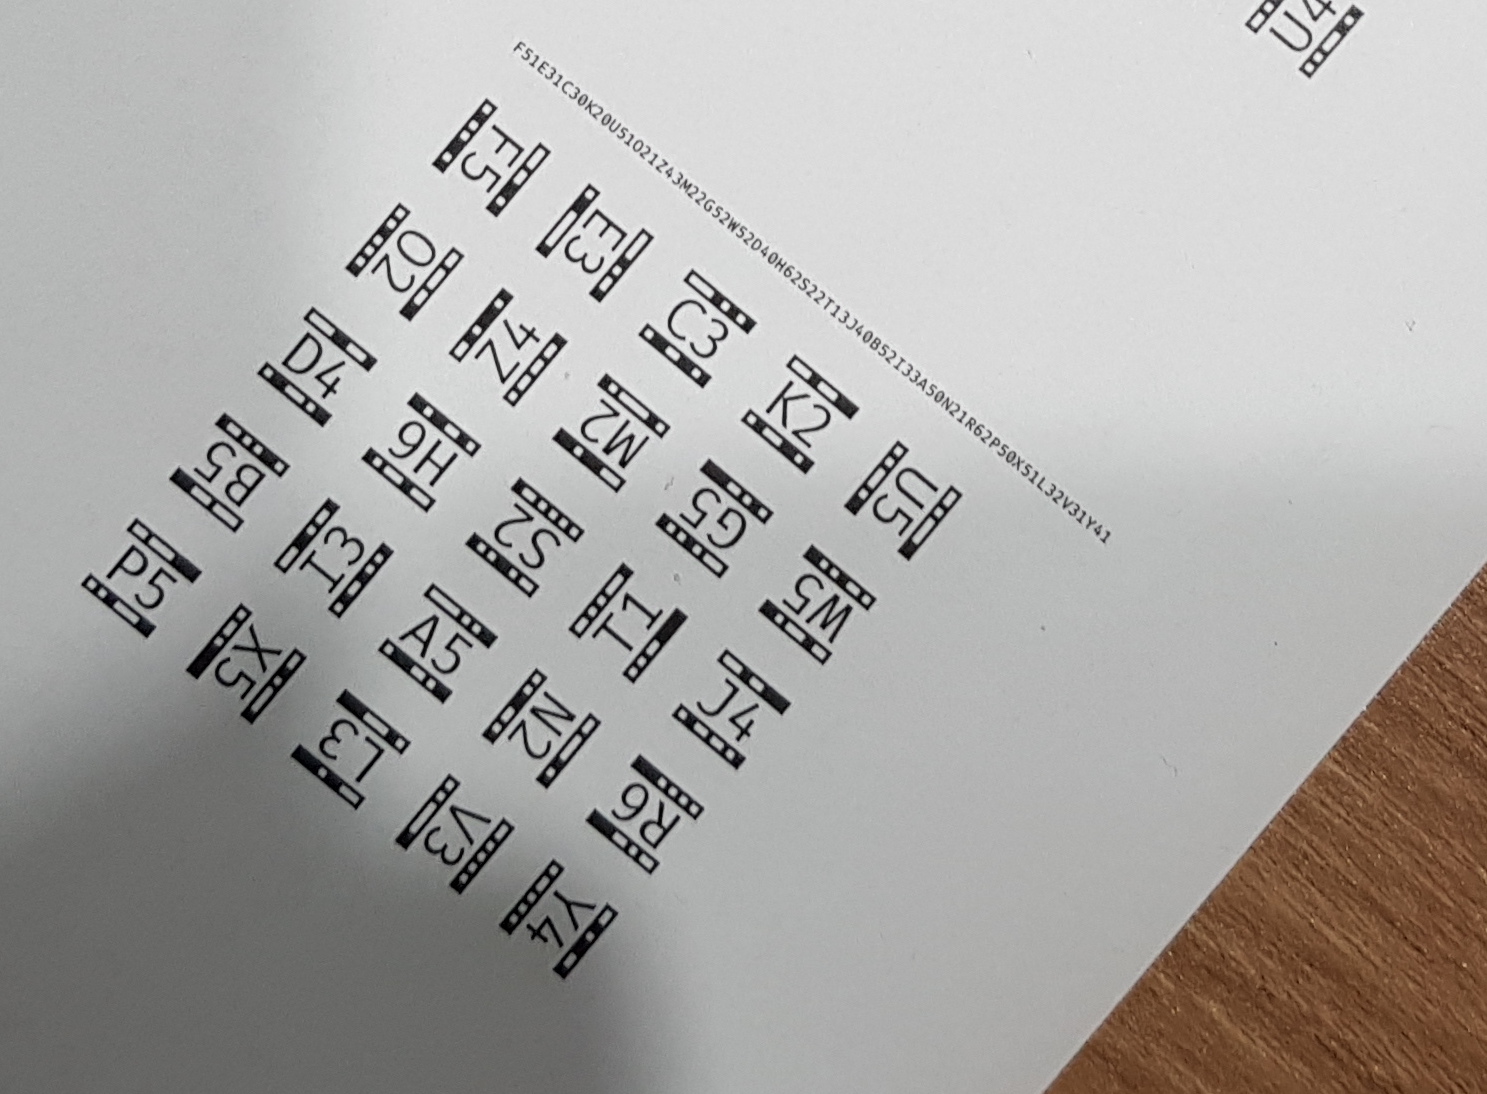 U4
F51E31C30K20U51O21Z43M22G52W52D40H62S22T13J40B52I33A50N21R62P50X51L32V31Y41
F5 E3 C3 K2 U5
O2 Z4 M2 G5 W5
D4 H6 S2 T1 J4
B5 I3 A5 N2 R6
P5 X5 L3 V3 Y4